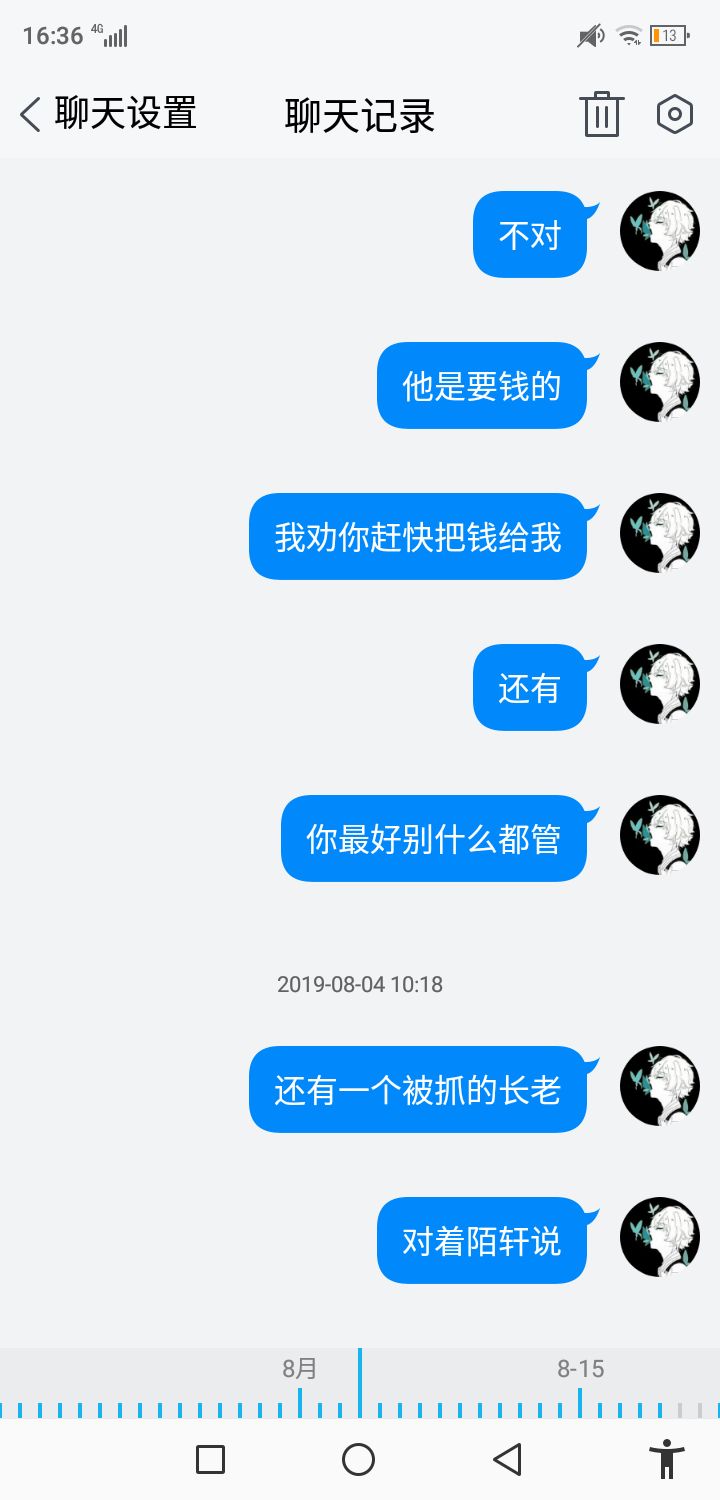 16:36 4G 13
聊天设置 聊天记录
不对
他是要钱的
我劝你赶快把钱给我
还有
你最好别什么都管
2019-08-04 10:18
还有一个被抓的长老
对着陌轩说
8月 8-15